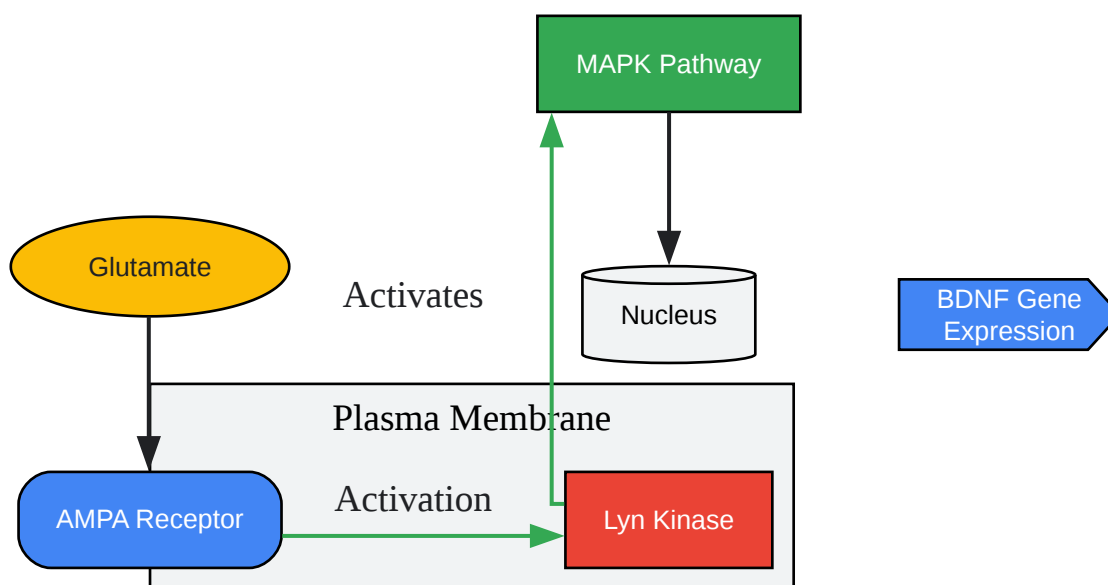 MAPK Pathway
Glutamate
Activates
Nucleus
BDNF Gene
Expression
Plasma Membrane
Activation
AMPA Receptor
Lyn Kinase